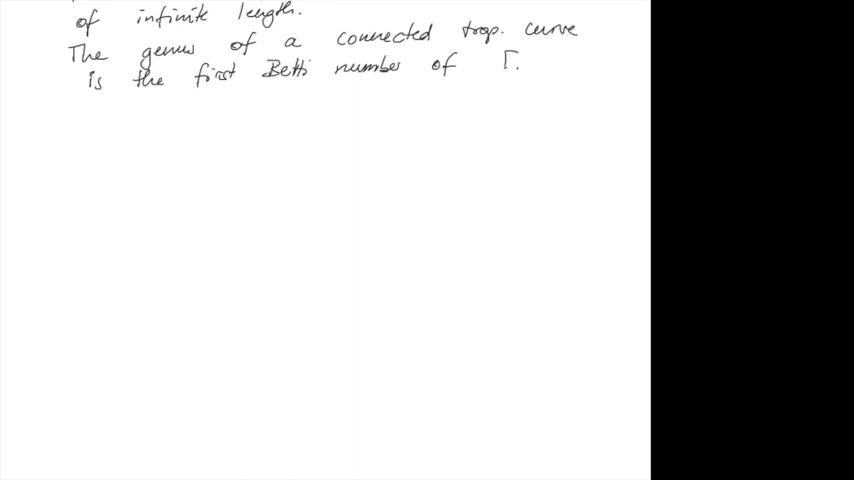 of infinite length.
The genus of a connected trop. curve
is the first Betti number of Γ.